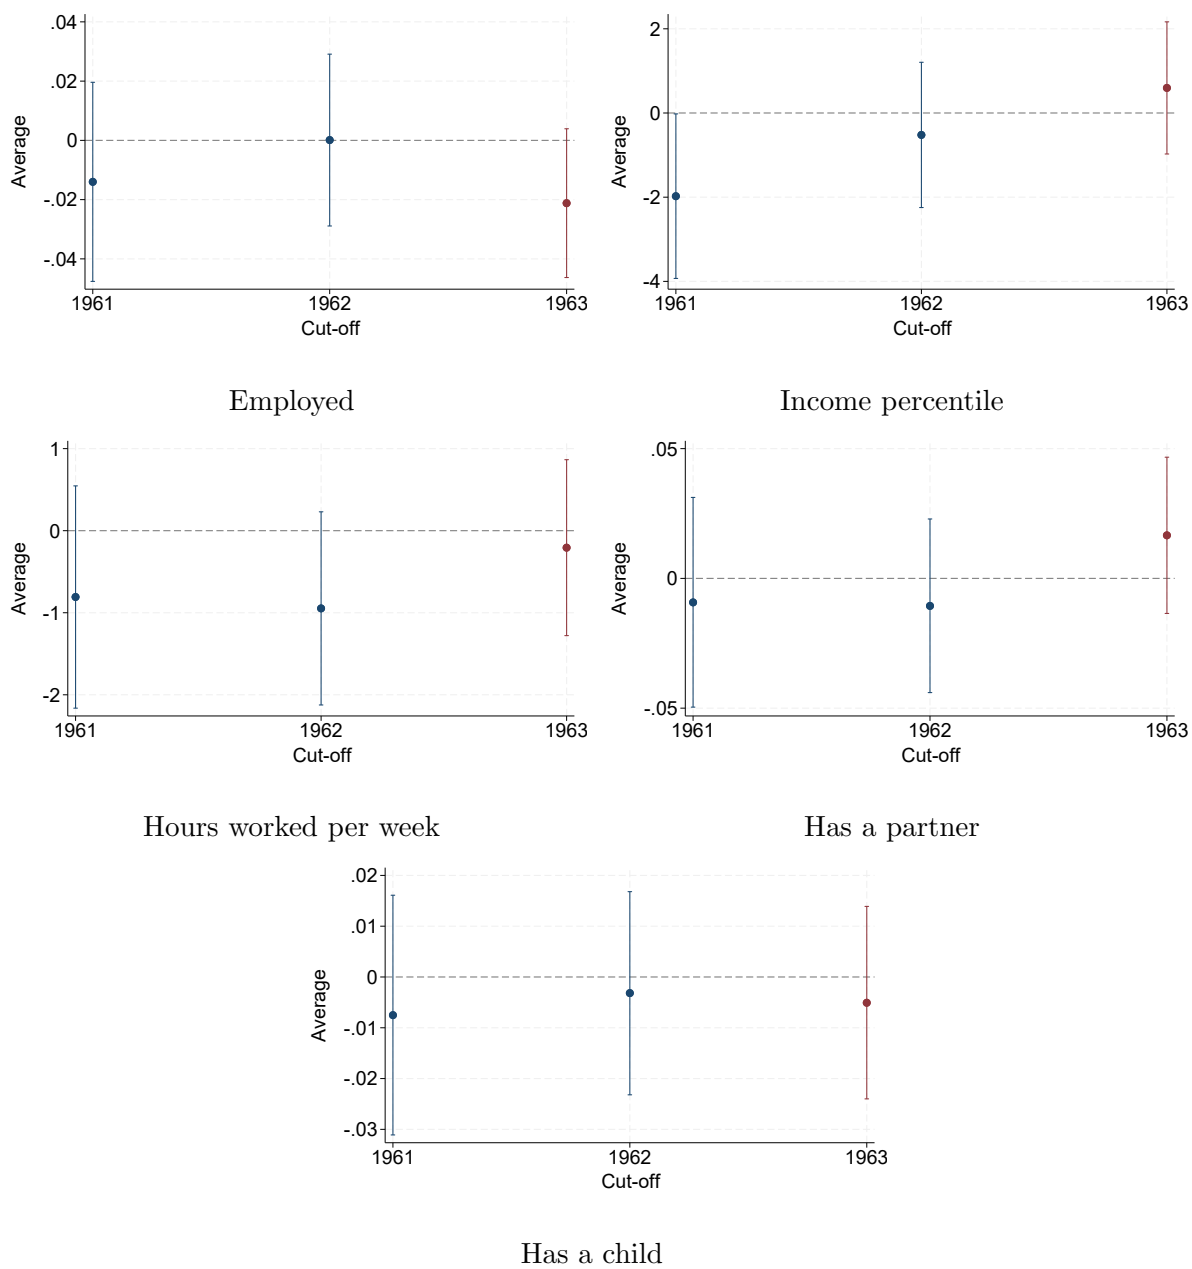 .04
.02
0
-.02
-.04
Average
1961 1962 1963
Cut-off
Employed
2
0
-2
-4
Average
1961 1962 1963
Cut-off
Income percentile
1
0
-1
-2
Average
1961 1962 1963
Cut-off
Hours worked per week
.05
0
-.05
Average
1961 1962 1963
Cut-off
Has a partner
.02
.01
0
-.01
-.02
-.03
Average
1961 1962 1963
Cut-off
Has a child